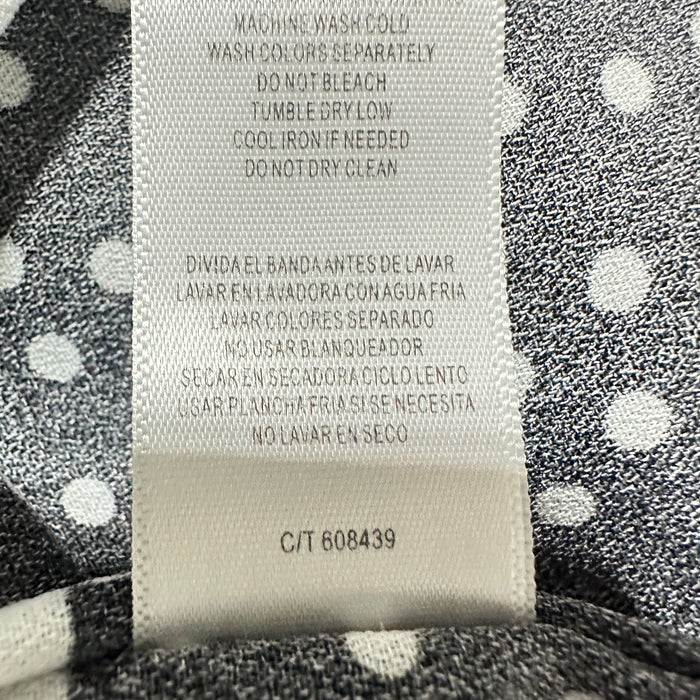 MACHINE WASH COLD
WASH COLORS SEPARATELY
DO NOT BLEACH
TUMBLE DRY LOW
COOL IRON IF NEEDED
DO NOT DRY CLEAN
DIVIDA EL BANDA ANTES DE LAVAR
LAVAR EN LAVADORA CON AGUA FRIA
LAVAR COLORES SEPARADO
NO USAR BLANQUEADOR
SECAR EN SECADORA CICLO LENTO
USAR PLANCHA FRIA SI SE NECESITA
NO LAVAR EN SECO
C/T 608439